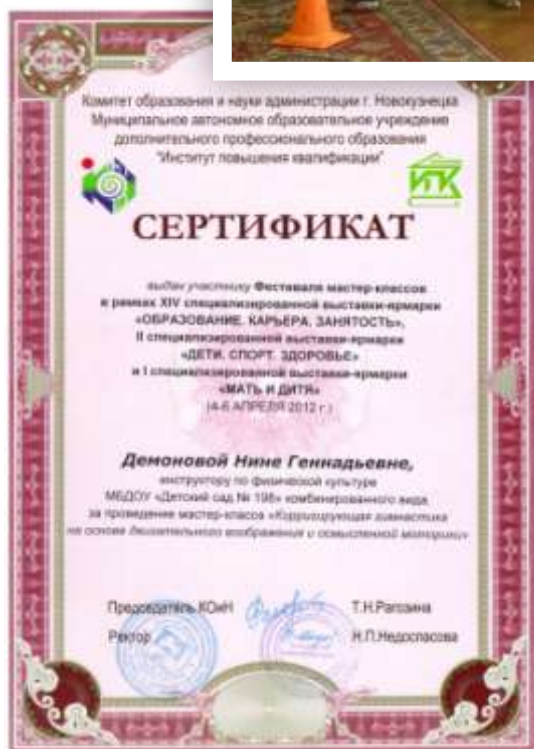 Комитет образования и науки администрации г. Новокузнецка
Муниципальное автономное образовательное учреждение
дополнительного профессионального образования
"Институт повышения квалификации"
ИПК
СЕРТИФИКАТ
выдан участнику Фестиваля мастер-классов
в рамках XIV специализированной выставки-ярмарки
«ОБРАЗОВАНИЕ. КАРЬЕРА. ЗАНЯТОСТЬ»,
II специализированной выставки-ярмарки
«ДЕТИ. СПОРТ. ЗДОРОВЬЕ»
и I специализированной выставки-ярмарки
«МАТЬ И ДИТЯ»
(4-6 АПРЕЛЯ 2012 г.)
Демоновой Нине Геннадьевне,
инструктору по физической культуре
МБДОУ «Детский сад № 198» комбинированного вида
за проведение мастер-класса «Корригирующая гимнастика
на основе двигательного воображения и осмысленной моторики»
Председатель КОиН Т.Н.Рагозина
Ректор Н.П.Недоспасова